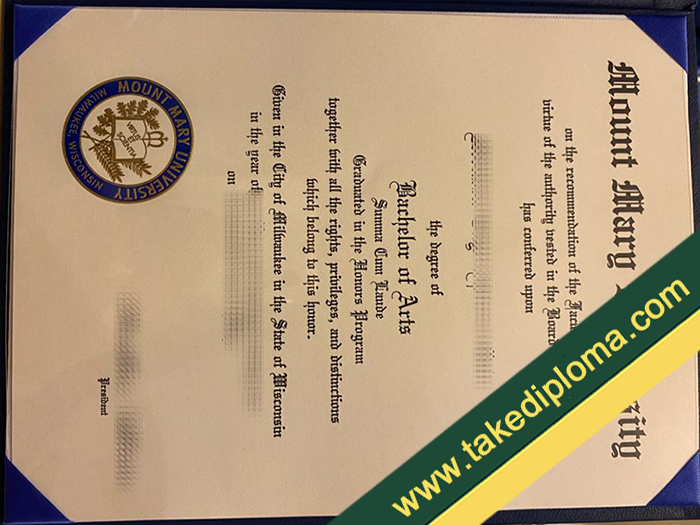 Mount Mary
sity
on the recommendation of the
virtue of the authority vested in the Board
has conferred upon
the degree of
Bachelor of Arts
Summa Cum Laude
Graduated in the Honors Program
together with all the rights, privileges, and distinctions
which belong to this honor.
Given in the City of Milwaukee in the State of Wisconsin
in the year of
on
President
MOUNT MARY UNIVERSITY
MILWAUKEE, WISCONSIN
www.takediploma.com